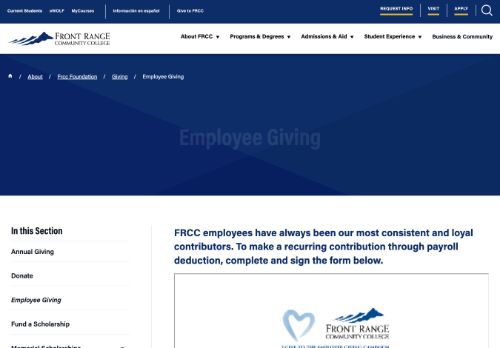 Current Students eWOLF MyCourses Información en español Give to FRCC REQUEST INFO VISIT APPLY
FRONT RANGE
COMMUNITY COLLEGE
About FRCC Programs & Degrees Admissions & Aid Student Experience Business & Community
/ About / Frcc Foundation / Giving / Employee Giving
Employee Giving
In this Section
Annual Giving
Donate
Employee Giving
Fund a Scholarship
Memorial Scholarships
FRCC employees have always been our most consistent and loyal
contributors. To make a recurring contribution through payroll
deduction, complete and sign the form below.
FRONT RANGE
COMMUNITY COLLEGE